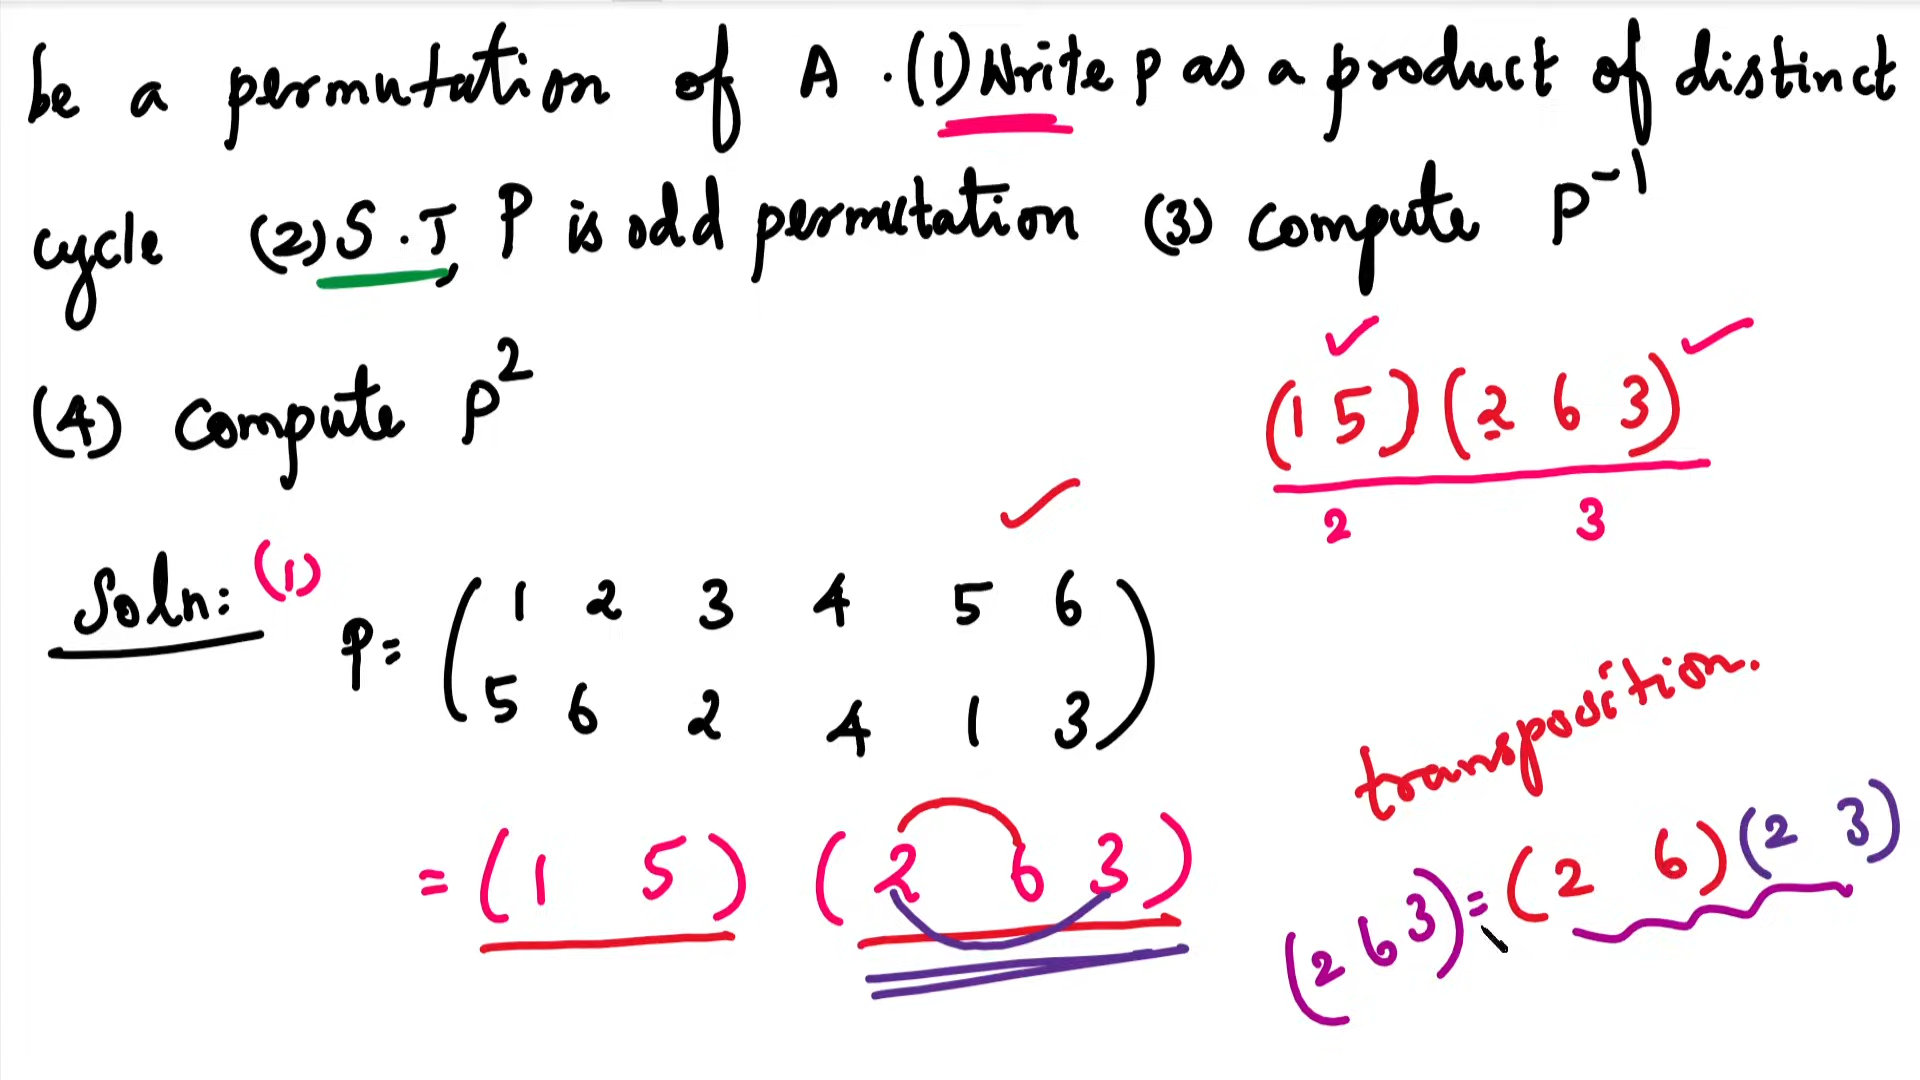 be a permutation of A . (1) Write P as a product of distinct
cycle (2) S.T, P is odd permutation (3) compute P⁻¹
(4) compute P²
(1 5) (2 6 3)
2 3
Soln: (1)
P = ( 1 2 3 4 5 6
5 6 2 4 1 3 )
transposition.
= (1 5) (2 6 3)
(2 6 3) = (2 6) (2 3)